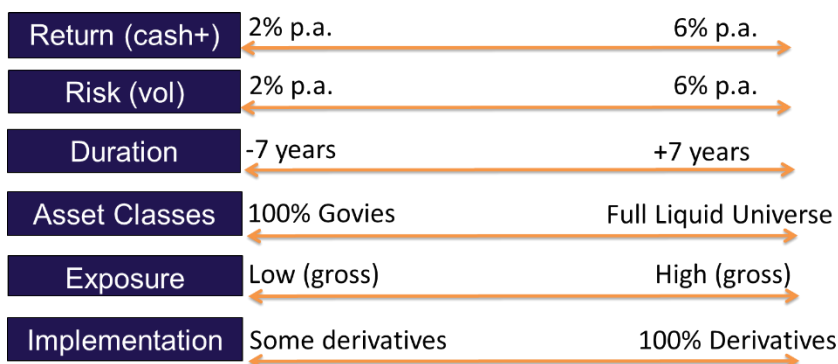 Return (cash+) 2% p.a. 6% p.a.
Risk (vol) 2% p.a. 6% p.a.
Duration -7 years +7 years
Asset Classes 100% Govies Full Liquid Universe
Exposure Low (gross) High (gross)
Implementation Some derivatives 100% Derivatives